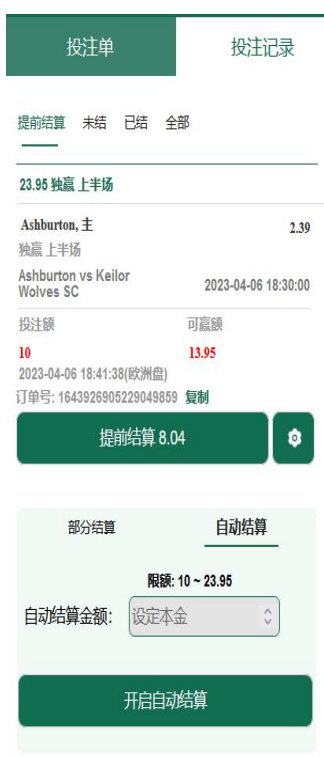 投注单 投注记录
提前结算 未结 已结 全部
23.95 独赢 上半场
Ashburton, 主 2.39
独赢 上半场
Ashburton vs Keilor
Wolves SC 2023-04-06 18:30:00
投注额 可赢额
10 13.95
2023-04-06 18:41:38(欧洲盘)
订单号: 1643926905229049859 复制
提前结算 8.04
部分结算 自动结算
限额: 10 ~ 23.95
自动结算金额: 设定本金
开启自动结算